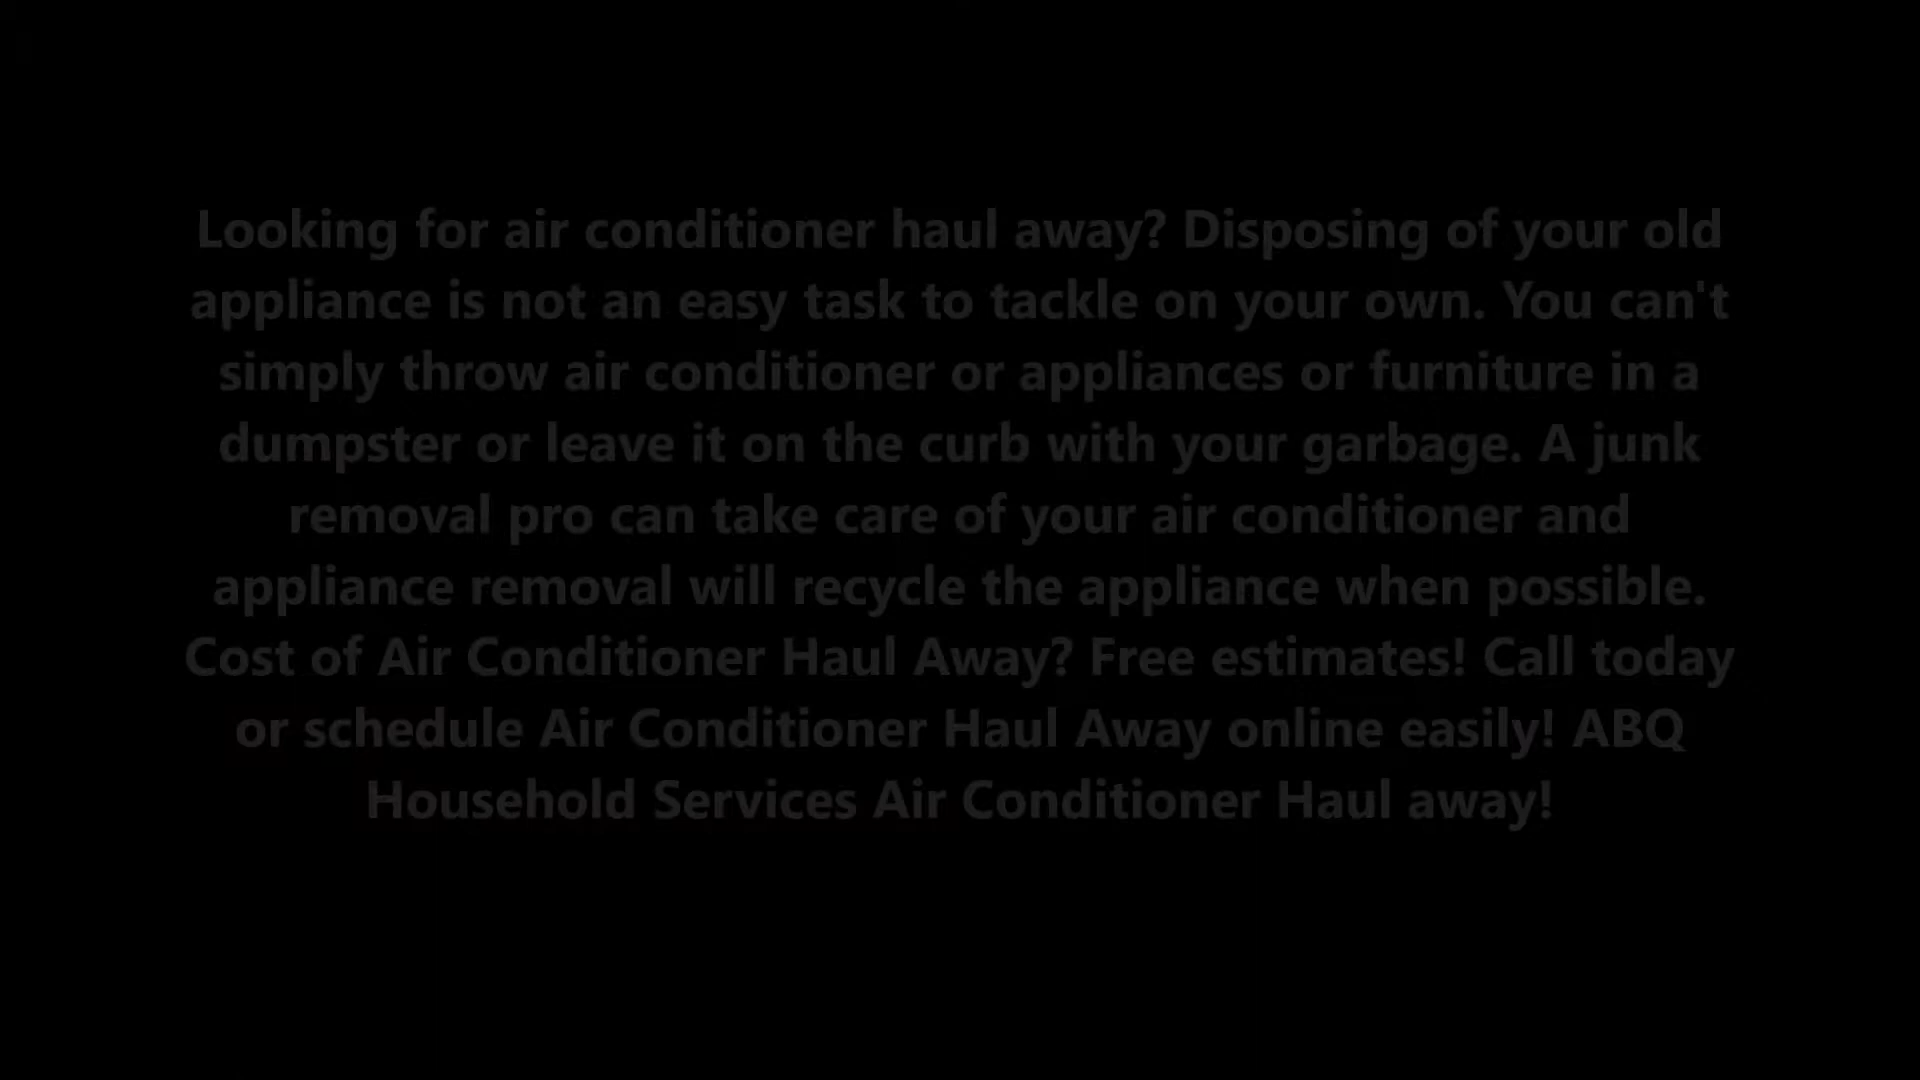 Looking for air conditioner haul away? Disposing of your old
appliance is not an easy task to tackle on your own. You can't
simply throw air conditioner or appliances or furniture in a
dumpster or leave it on the curb with your garbage. A junk
removal pro can take care of your air conditioner and
appliance removal will recycle the appliance when possible.
Cost of Air Conditioner Haul Away? Free estimates! Call today
or schedule Air Conditioner Haul Away online easily! ABQ
Household Services Air Conditioner Haul away!